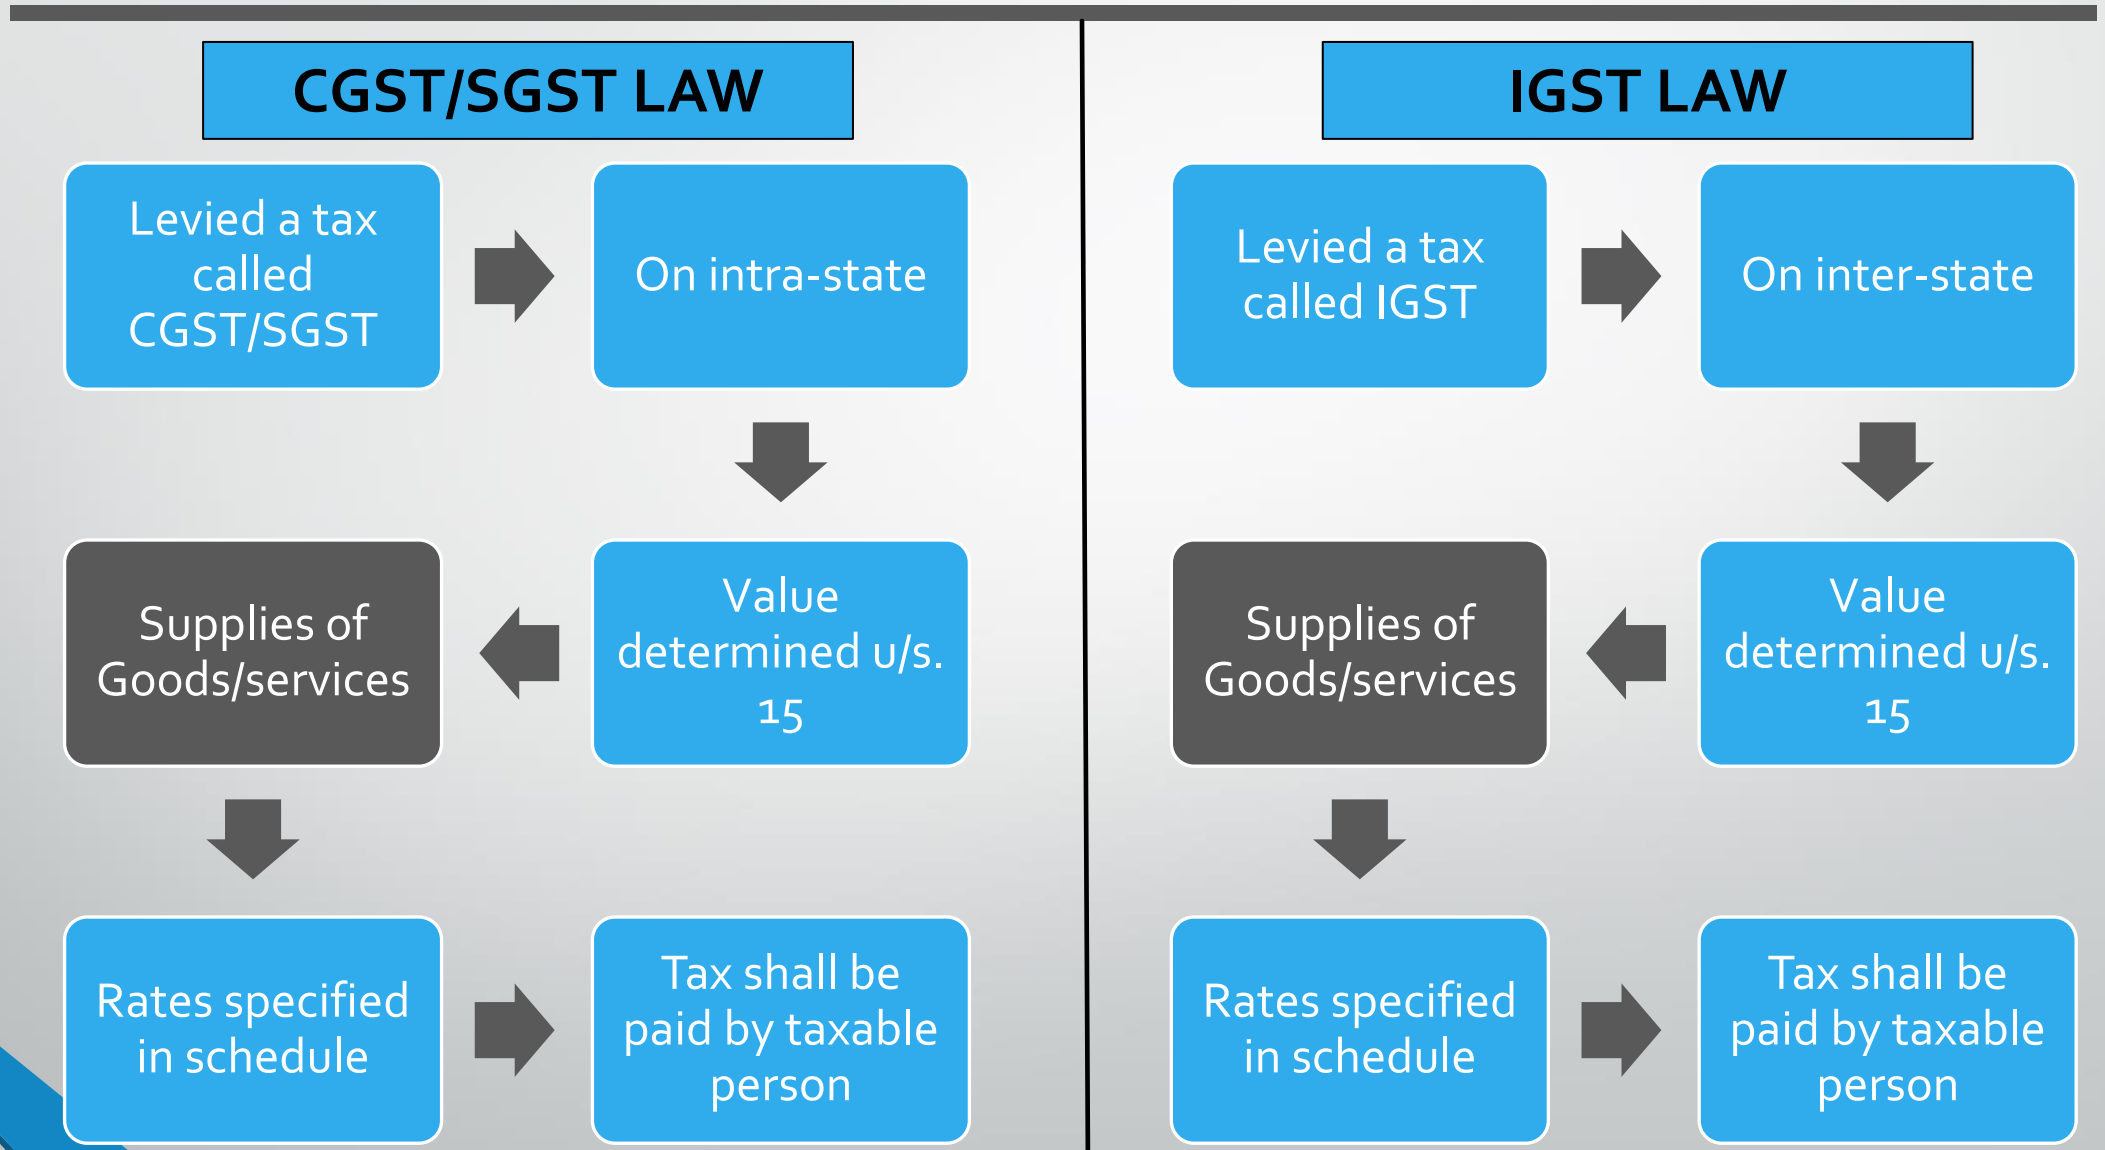 CGST/SGST LAW
Levied a tax
called
CGST/SGST
On intra-state
Value
determined u/s.
15
Supplies of
Goods/services
Rates specified
in schedule
Tax shall be
paid by taxable
person
IGST LAW
Levied a tax
called IGST
On inter-state
Value
determined u/s.
15
Supplies of
Goods/services
Rates specified
in schedule
Tax shall be
paid by taxable
person